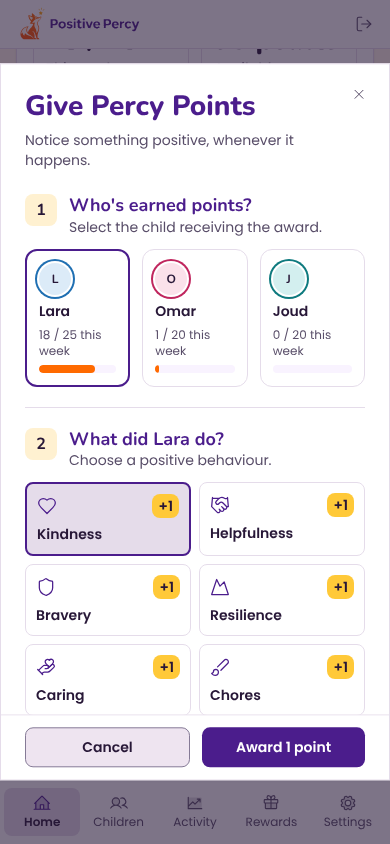 Positive Percy
Give Percy Points
Notice something positive, whenever it
happens.
1
Who's earned points?
Select the child receiving the award.
L
O
J
Lara
Omar
Joud
18 / 25 this
week
1 / 20 this
week
0 / 20 this
week
2
What did Lara do?
Choose a positive behaviour.
+1
Kindness
+1
Helpfulness
+1
Bravery
+1
Resilience
+1
Caring
+1
Chores
Cancel
Award 1 point
Home
Children
Activity
Rewards
Settings